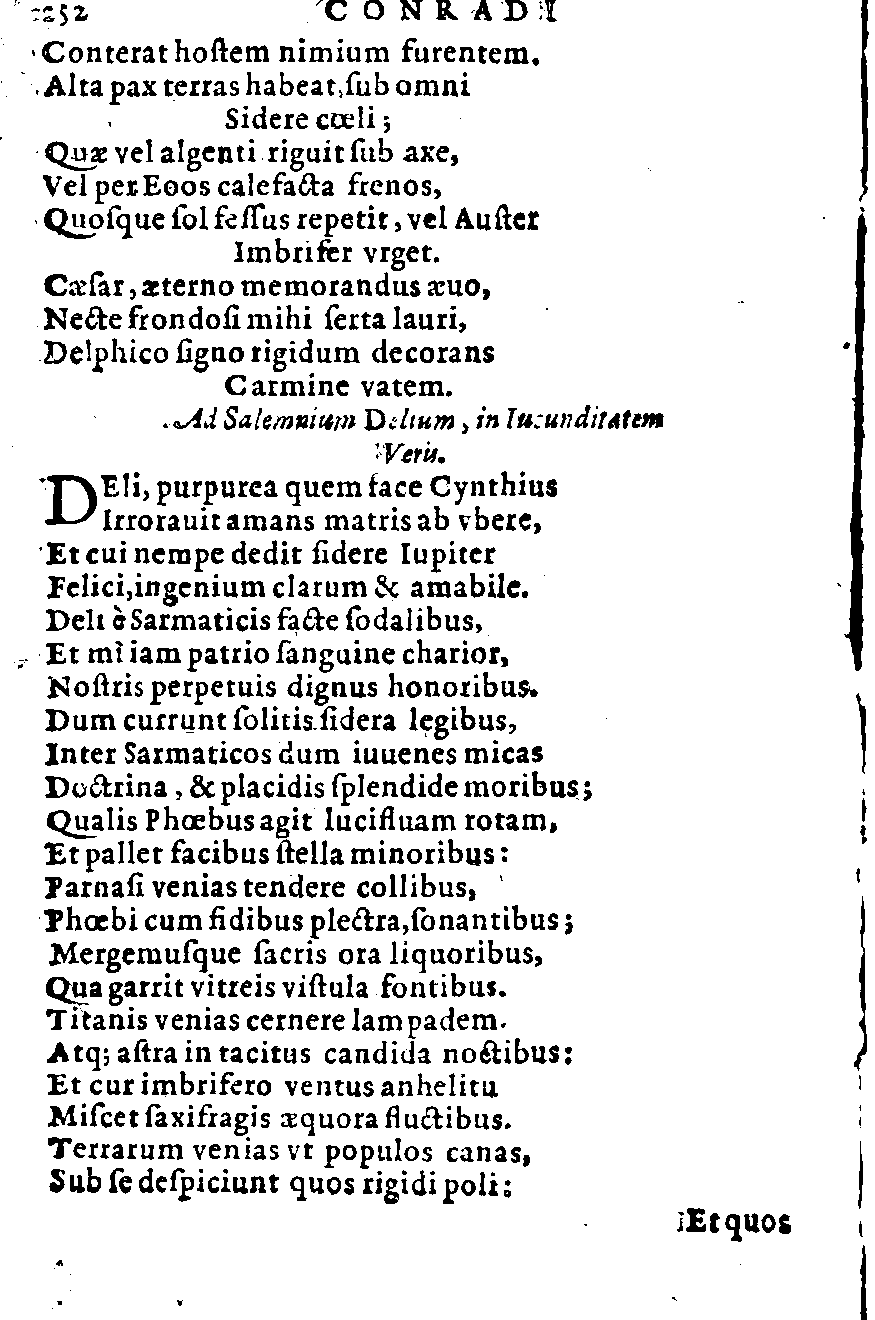 1252 CONRADI
Conterat hoſtem nimium furentem.
Alta pax terras habeat, ſub omni
Sidere cœli;
Quæ vel algenti riguit ſub axe,
Vel per Eoos calefacta frenos,
Quoſque ſol feſſus repetit, vel Auſter
Imbrifer vrget.
Cæſar, æterno memorandus æuo,
Necte frondoſi mihi ſerta lauri,
Delphico ſigno rigidum decorans
Carmine vatem.
Ad Salemnium Delium, in Iucunditatem
Veris.
DEli, purpurea quem face Cynthius
Irrorauit amans matris ab vbere,
Et cui nempe dedit ſidere Iupiter
Felici, ingenium clarum & amabile.
Deli ò Sarmaticis facte ſodalibus,
Et mì iam patrio ſanguine charior,
Noſtris perpetuis dignus honoribus.
Dum currunt ſolitis ſidera legibus,
Inter Sarmaticos dum iuuenes micas
Doctrina, & placidis ſplendide moribus;
Qualis Phœbus agit lucifluam rotam,
Et pallet facibus ſtella minoribus:
Parnaſi venias tendere collibus,
Phœbi cum fidibus plectra, ſonantibus;
Mergemuſque ſacris ora liquoribus,
Qua garrit vitreis viſtula fontibus.
Titanis venias cernere lampadem.
Atq; aſtra in tacitus candida noctibus:
Et cur imbrifero ventus anhelitu
Miſcet ſaxifragis æquora fluctibus.
Terrarum venias vt populos canas,
Sub ſe deſpiciunt quos rigidi poli:
Et quos